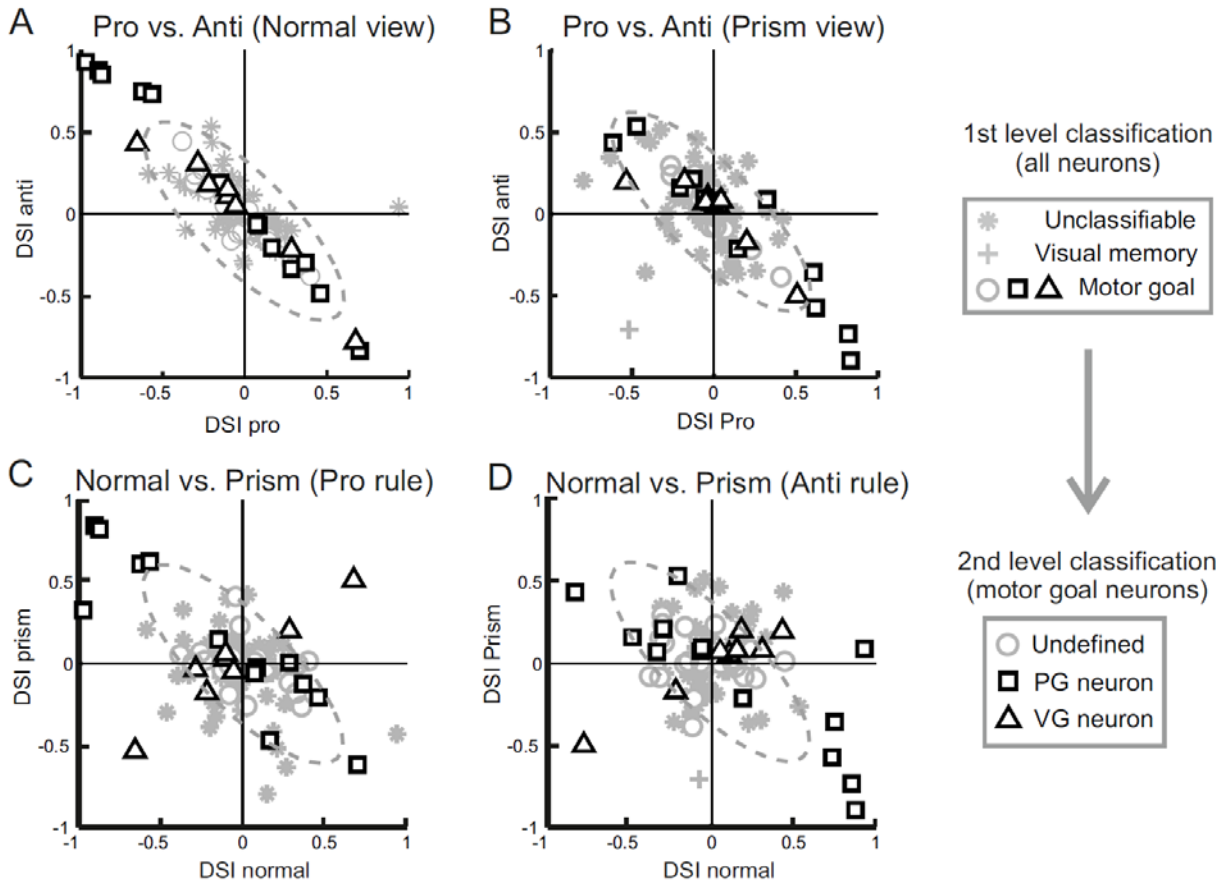 A
Pro vs. Anti (Normal view)
1
0.5
0
-0.5
-1
DSI anti
-1
-0.5
0
0.5
1
DSI pro
B
Pro vs. Anti (Prism view)
1
0.5
0
-0.5
-1
DSI anti
-1
-0.5
0
0.5
1
DSI Pro
1st level classification
(all neurons)
Unclassifiable
Visual memory
Motor goal
C
Normal vs. Prism (Pro rule)
1
0.5
0
-0.5
-1
DSI prism
-1
-0.5
0
0.5
1
DSI normal
D
Normal vs. Prism (Anti rule)
1
0.5
0
-0.5
-1
DSI Prism
-1
-0.5
0
0.5
1
DSI normal
2nd level classification
(motor goal neurons)
Undefined
PG neuron
VG neuron